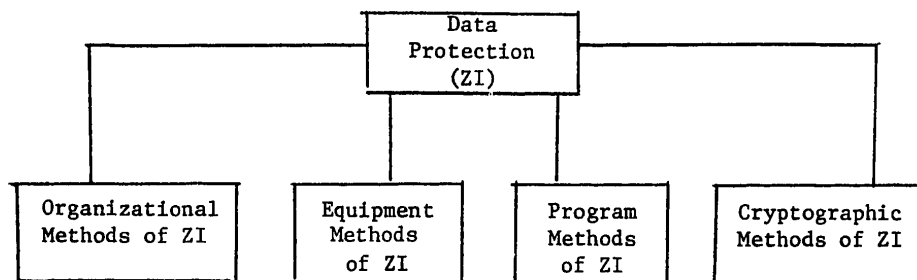 Data
Protection
(ZI)
Organizational
Methods of ZI
Equipment
Methods
of ZI
Program
Methods
of ZI
Cryptographic
Methods of ZI